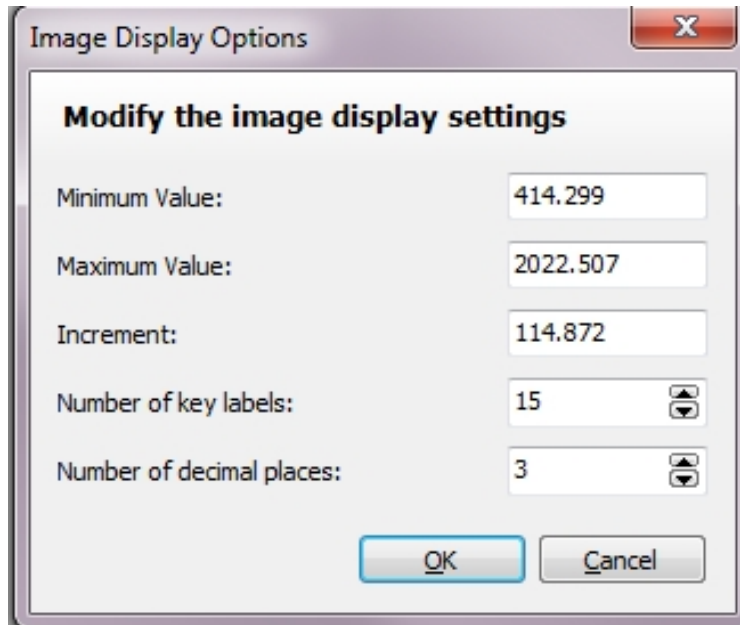 Image Display Options
Modify the image display settings
Minimum Value: 414.299
Maximum Value: 2022.507
Increment: 114.872
Number of key labels: 15
Number of decimal places: 3
OK Cancel